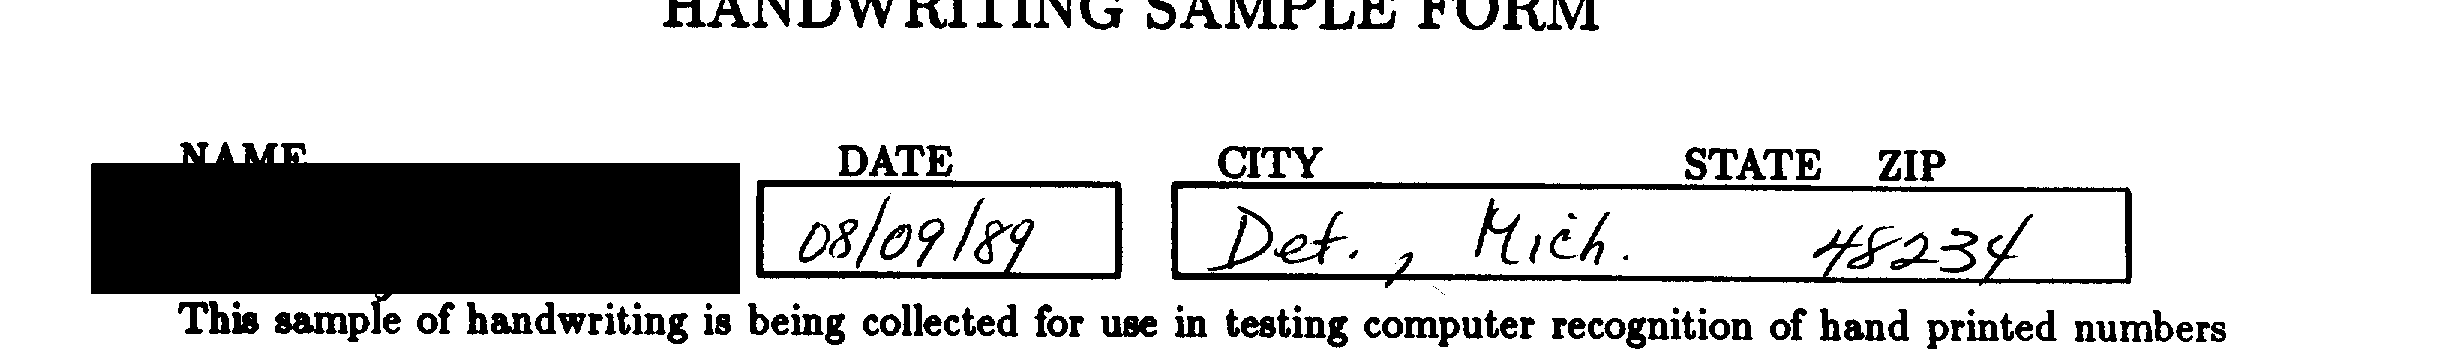 HANDWRITING SAMPLE FORM
NAME DATE CITY STATE ZIP
08/09/89 Det., Mich. 48234
This sample of handwriting is being collected for use in testing computer recognition of hand printed numbers